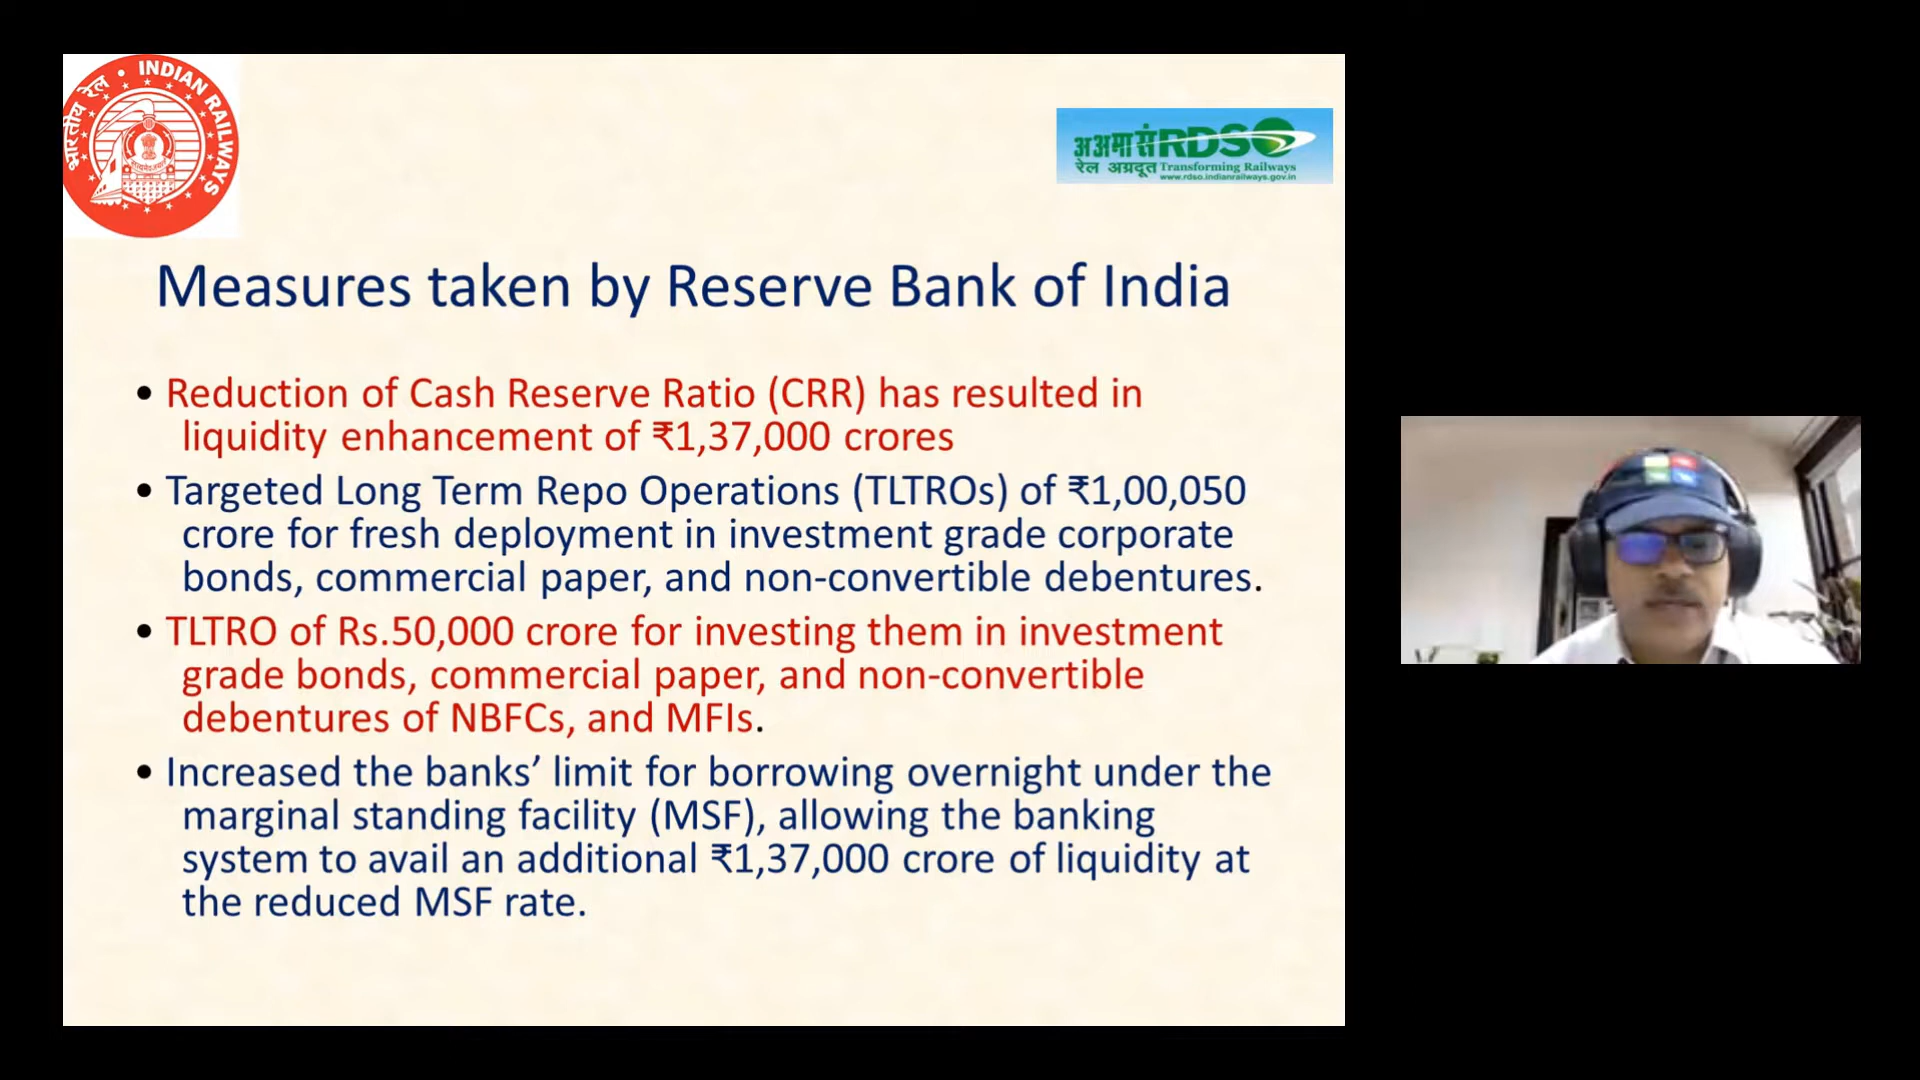 भारतीय रेल • INDIAN RAILWAYS
अअमासंRDSO
रेल अग्रदूत Transforming Railways
www.rdso.indianrailways.gov.in
Measures taken by Reserve Bank of India
• Reduction of Cash Reserve Ratio (CRR) has resulted in
liquidity enhancement of ₹1,37,000 crores
• Targeted Long Term Repo Operations (TLTROs) of ₹1,00,050
crore for fresh deployment in investment grade corporate
bonds, commercial paper, and non-convertible debentures.
• TLTRO of Rs.50,000 crore for investing them in investment
grade bonds, commercial paper, and non-convertible
debentures of NBFCs, and MFIs.
• Increased the banks’ limit for borrowing overnight under the
marginal standing facility (MSF), allowing the banking
system to avail an additional ₹1,37,000 crore of liquidity at
the reduced MSF rate.